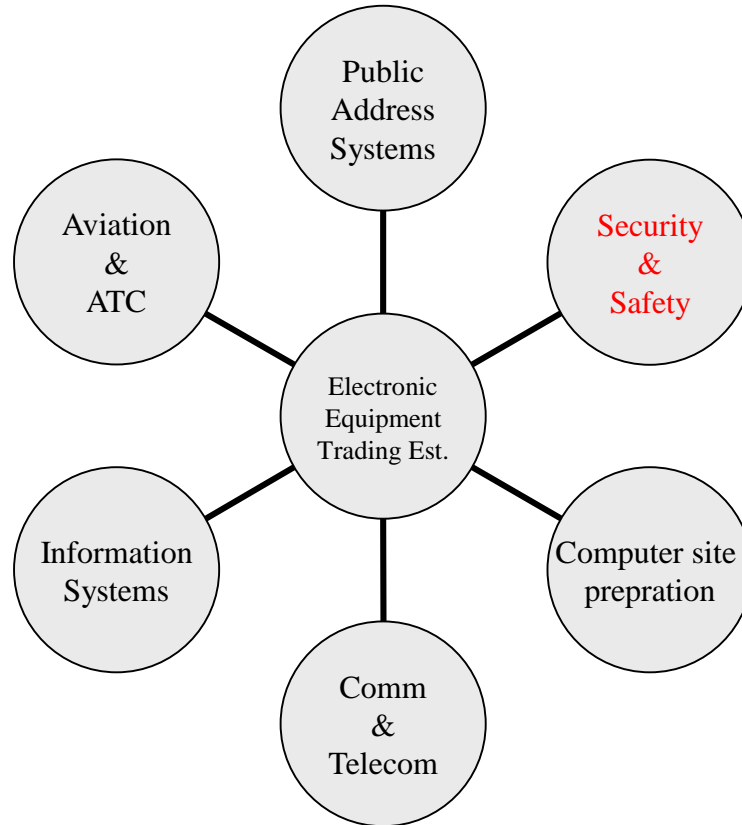 Public
Address
Systems
Aviation
&
ATC
Security
&
Safety
Electronic
Equipment
Trading Est.
Information
Systems
Computer site
prepration
Comm
&
Telecom